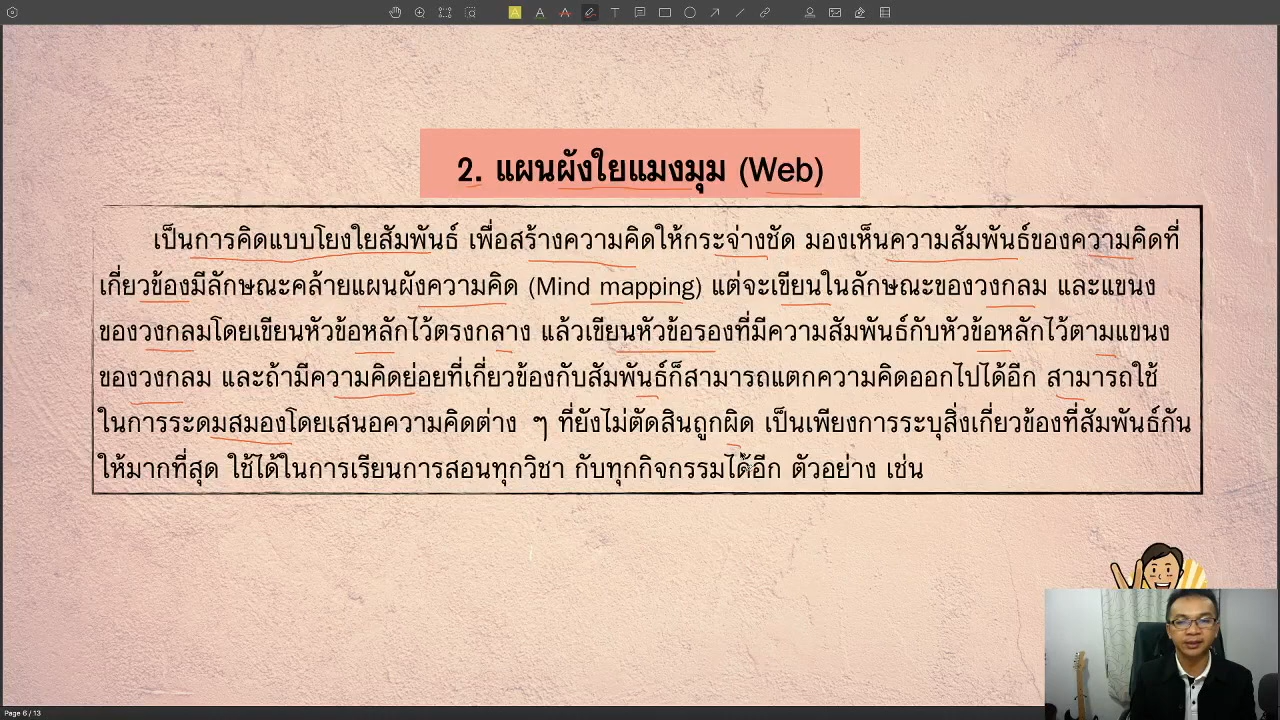 2. แผนผังใยแมงมุม (Web)
เป็นการคิดแบบโยงใยสัมพันธ์ เพื่อสร้างความคิดให้กระจ่างชัด มองเห็นความสัมพันธ์ของความคิดที่
เกี่ยวข้องมีลักษณะคล้ายแผนผังความคิด (Mind mapping) แต่จะเขียนในลักษณะของวงกลม และแขนง
ของวงกลมโดยเขียนหัวข้อหลักไว้ตรงกลาง แล้วเขียนหัวข้อรองที่มีความสัมพันธ์กับหัวข้อหลักไว้ตามแขนง
ของวงกลม และถ้ามีความคิดย่อยที่เกี่ยวข้องกับสัมพันธ์ก็สามารถแตกความคิดออกไปได้อีก สามารถใช้
ในการระดมสมองโดยเสนอความคิดต่าง ๆ ที่ยังไม่ตัดสินถูกผิด เป็นเพียงการระบุสิ่งเกี่ยวข้องที่สัมพันธ์กัน
ให้มากที่สุด ใช้ได้ในการเรียนการสอนทุกวิชา กับทุกกิจกรรมได้อีก ตัวอย่าง เช่น
Page 6 / 13